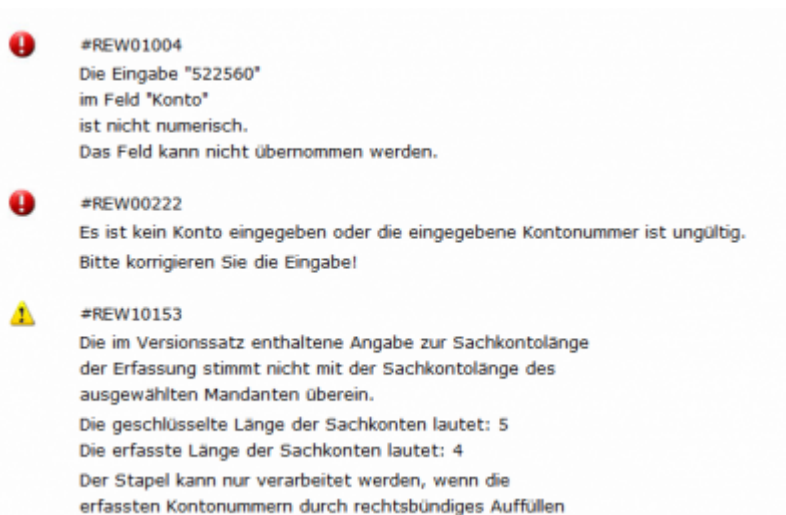 #REW01004
Die Eingabe "522560"
im Feld "Konto"
ist nicht numerisch.
Das Feld kann nicht übernommen werden.
#REW00222
Es ist kein Konto eingegeben oder die eingegebene Kontonummer ist ungültig.
Bitte korrigieren Sie die Eingabe!
#REW10153
Die im Versionssatz enthaltene Angabe zur Sachkontolänge
der Erfassung stimmt nicht mit der Sachkontolänge des
ausgewählten Mandanten überein.
Die geschlüsselte Länge der Sachkonten lautet: 5
Die erfasste Länge der Sachkonten lautet: 4
Der Stapel kann nur verarbeitet werden, wenn die
erfassten Kontonummern durch rechtsbündiges Auffüllen